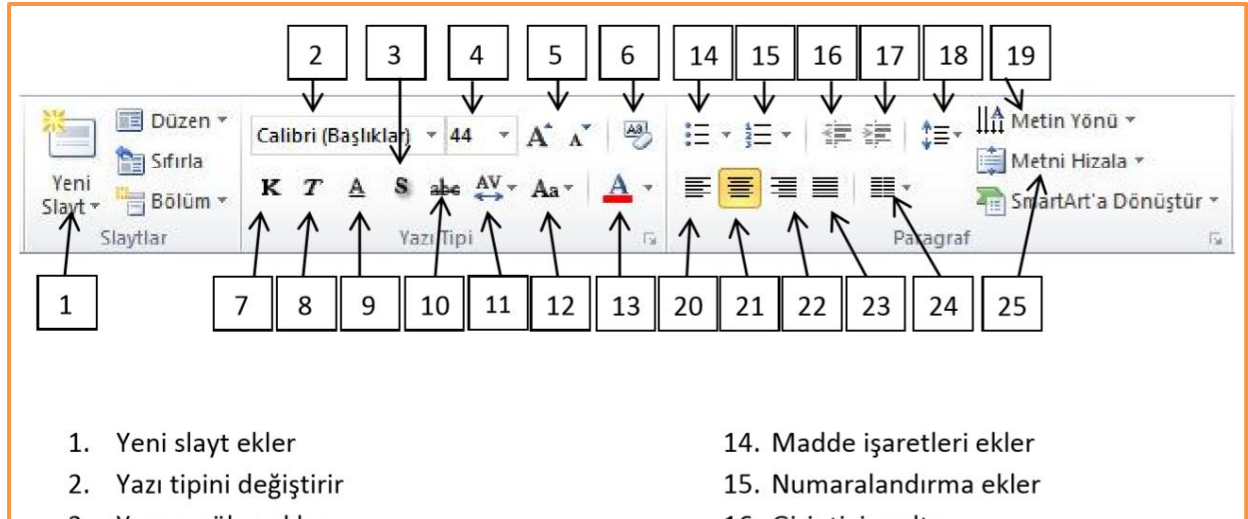 2 3 4 5 6 14 15 16 17 18 19
Yeni Slayt
Düzen
Sıfırla
Bölüm
Slaytlar
Calibri (Başlıklar) 44 A A Aa
K T A S abc AV Aa A
Yazı Tipi
Metin Yönü
Metni Hizala
SmartArt'a Dönüştür
Paragraf
1 7 8 9 10 11 12 13 20 21 22 23 24 25
1. Yeni slayt ekler
2. Yazı tipini değiştirir
14. Madde işaretleri ekler
15. Numaralandırma ekler